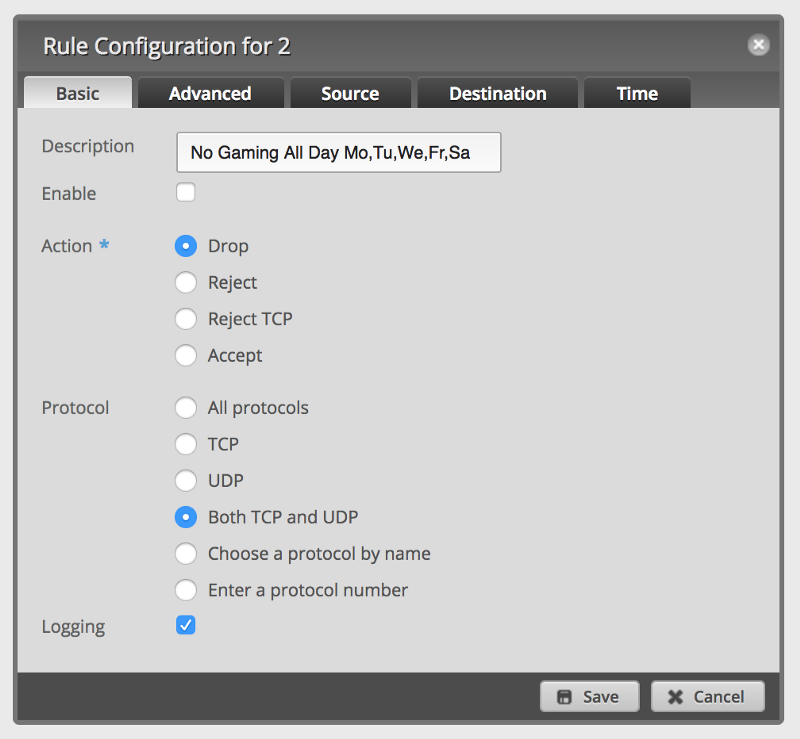 Rule Configuration for 2
Basic Advanced Source Destination Time
Description No Gaming All Day Mo,Tu,We,Fr,Sa
Enable
Action * Drop
Reject
Reject TCP
Accept
Protocol All protocols
TCP
UDP
Both TCP and UDP
Choose a protocol by name
Enter a protocol number
Logging
Save Cancel